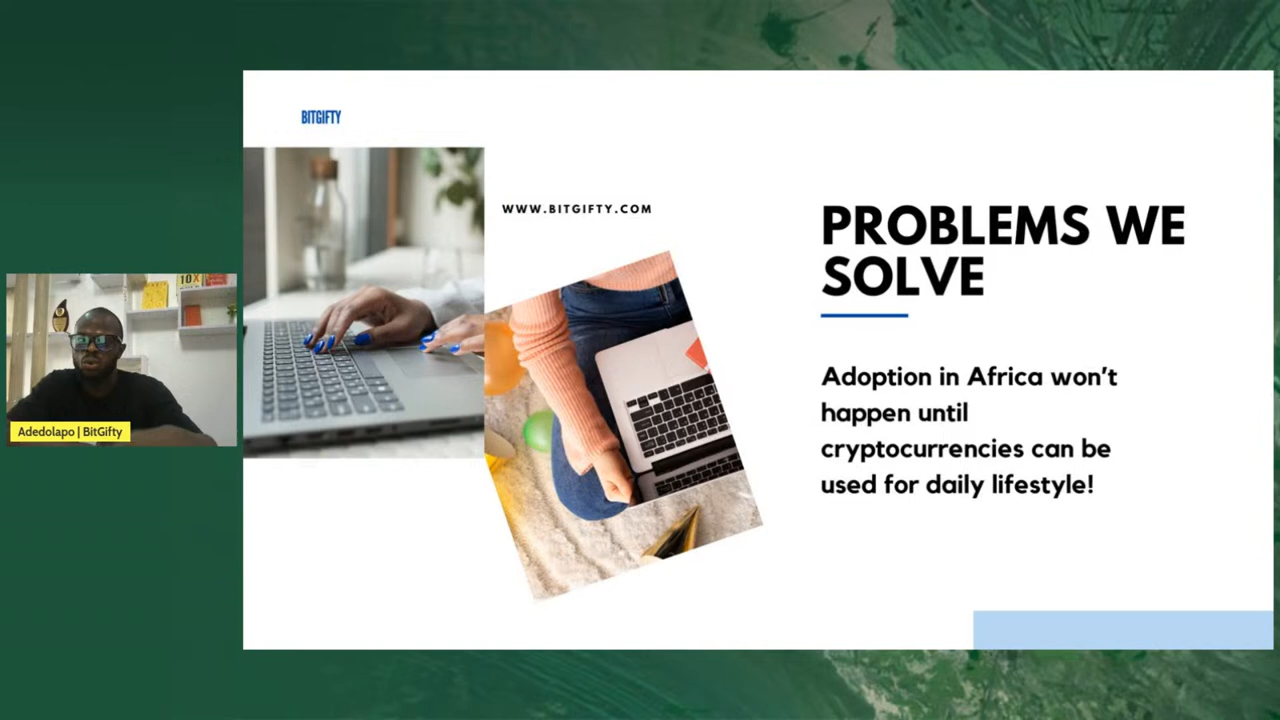 BITGIFTY
WWW.BITGIFTY.COM
PROBLEMS WE
SOLVE
Adoption in Africa won't
happen until
cryptocurrencies can be
used for daily lifestyle!
10X
Adedolapo | BitGifty